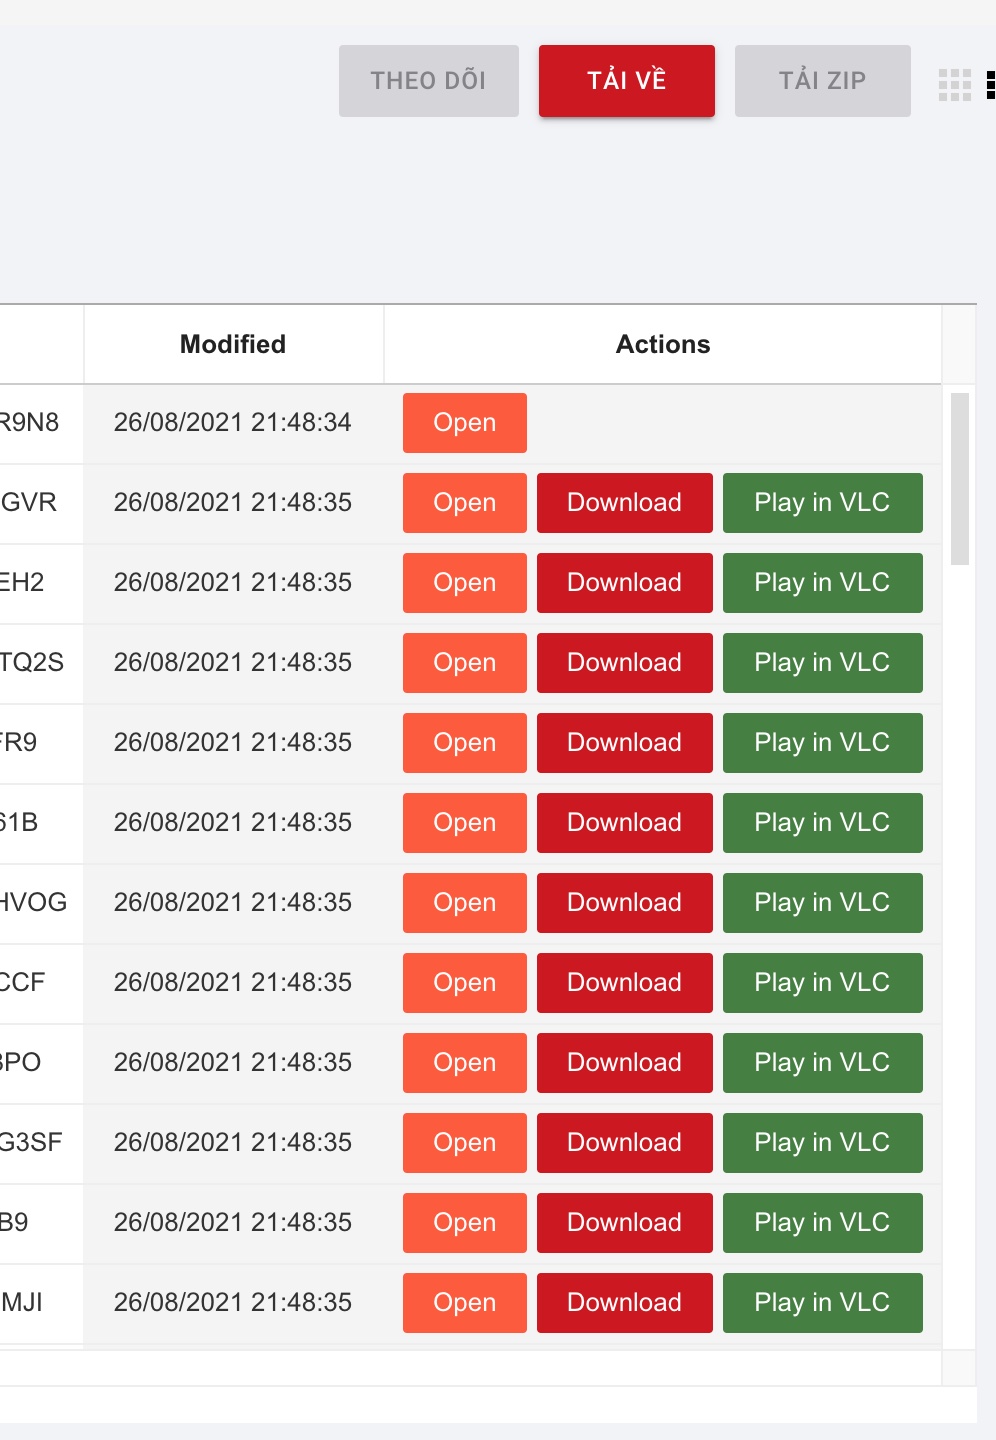 THEO DÕI TẢI VỀ TẢI ZIP
Modified Actions
R9N8 26/08/2021 21:48:34 Open
GVR 26/08/2021 21:48:35 Open Download Play in VLC
EH2 26/08/2021 21:48:35 Open Download Play in VLC
TQ2S 26/08/2021 21:48:35 Open Download Play in VLC
FR9 26/08/2021 21:48:35 Open Download Play in VLC
61B 26/08/2021 21:48:35 Open Download Play in VLC
HVOG 26/08/2021 21:48:35 Open Download Play in VLC
CCF 26/08/2021 21:48:35 Open Download Play in VLC
PO 26/08/2021 21:48:35 Open Download Play in VLC
G3SF 26/08/2021 21:48:35 Open Download Play in VLC
B9 26/08/2021 21:48:35 Open Download Play in VLC
MJI 26/08/2021 21:48:35 Open Download Play in VLC